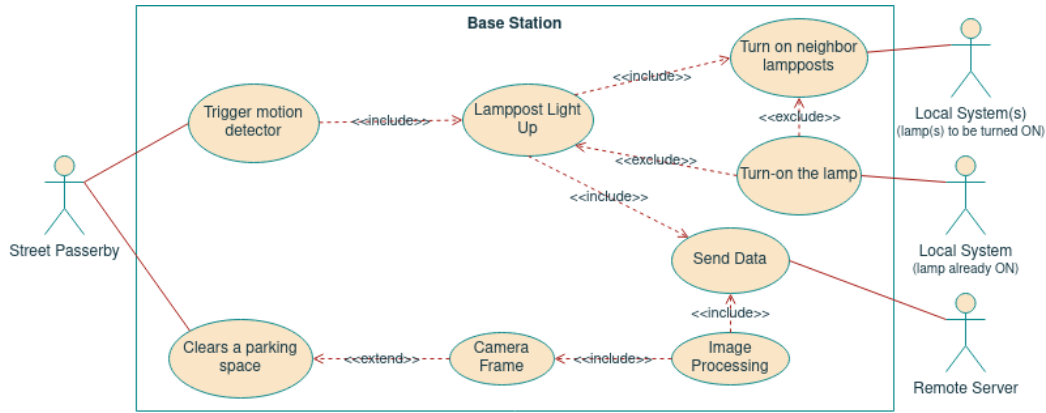 Base Station
Turn on neighbor
lampposts
<<include>>
Trigger motion
detector
<<include>>
Lamppost Light
Up
Local System(s)
(lamp(s) to be turned ON)
<<exclude>>
<<exclude>>
Turn-on the lamp
<<include>>
Street Passerby
Local System
(lamp already ON)
Send Data
<<include>>
Clears a parking
space
<<extend>>
Camera
Frame
<<include>>
Image
Processing
Remote Server